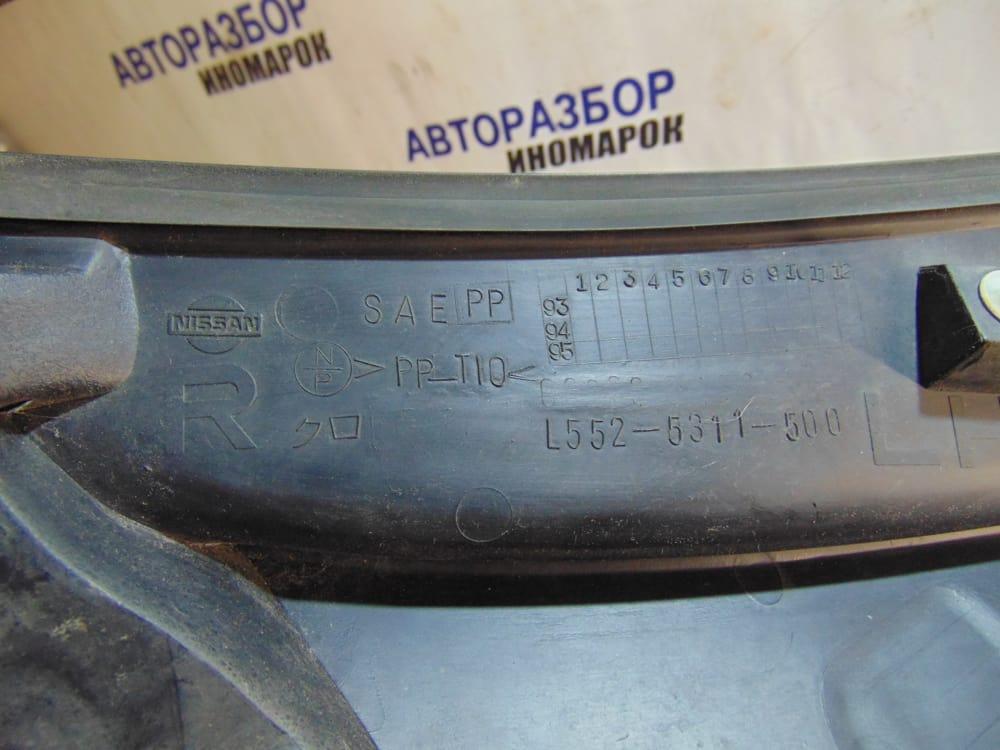 АВТОРАЗБОР
ИНОМАРОК
АВТОРАЗБОР
ИНОМАРОК
1 2 3 4 5 6 7 8 9 10 11 12
93
94
95
NISSAN
SAE PP
N
P
>PP-T10<
R
クロ
L552-5311-500